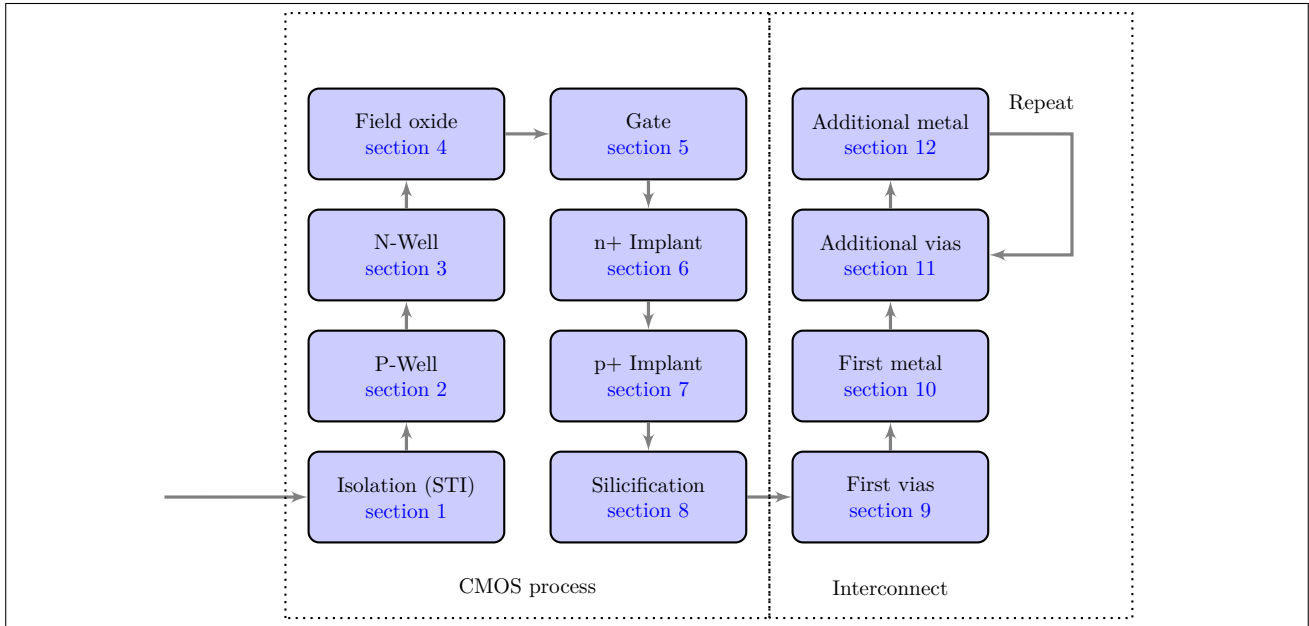 Field oxide
section 4
N-Well
section 3
P-Well
section 2
Isolation (STI)
section 1
Gate
section 5
n+ Implant
section 6
p+ Implant
section 7
Silicification
section 8
CMOS process
Additional metal
section 12
Repeat
Additional vias
section 11
First metal
section 10
First vias
section 9
Interconnect